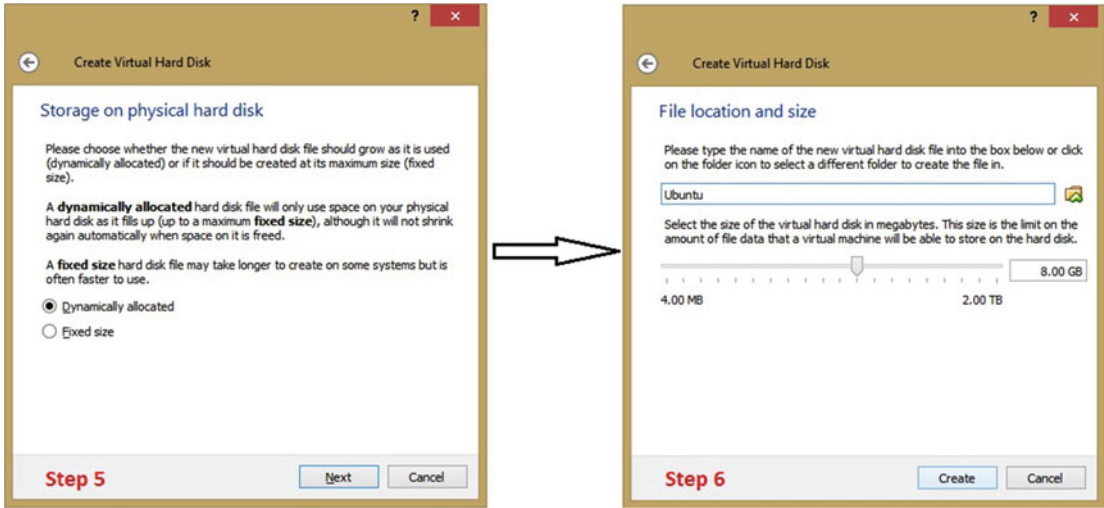 ?
Create Virtual Hard Disk
Storage on physical hard disk
Please choose whether the new virtual hard disk file should grow as it is used
(dynamically allocated) or if it should be created at its maximum size (fixed
size).
A dynamically allocated hard disk file will only use space on your physical
hard disk as it fills up (up to a maximum fixed size), although it will not shrink
again automatically when space on it is freed.
A fixed size hard disk file may take longer to create on some systems but is
often faster to use.
Dynamically allocated
Fixed size
Step 5
Next
Cancel
?
Create Virtual Hard Disk
File location and size
Please type the name of the new virtual hard disk file into the box below or click
on the folder icon to select a different folder to create the file in.
Ubuntu
Select the size of the virtual hard disk in megabytes. This size is the limit on the
amount of file data that a virtual machine will be able to store on the hard disk.
8.00 GB
4.00 MB
2.00 TB
Step 6
Create
Cancel